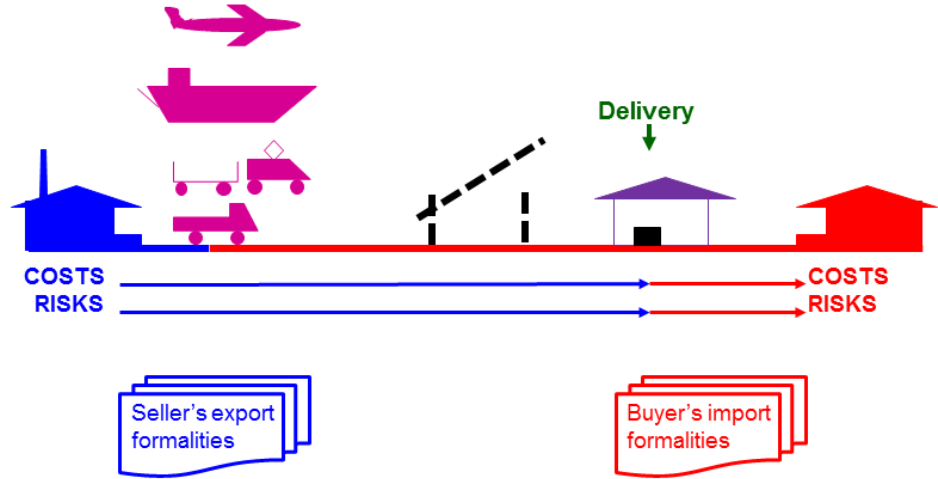 Delivery
COSTS
COSTS
RISKS
RISKS
Seller’s export
formalities
Buyer’s import
formalities